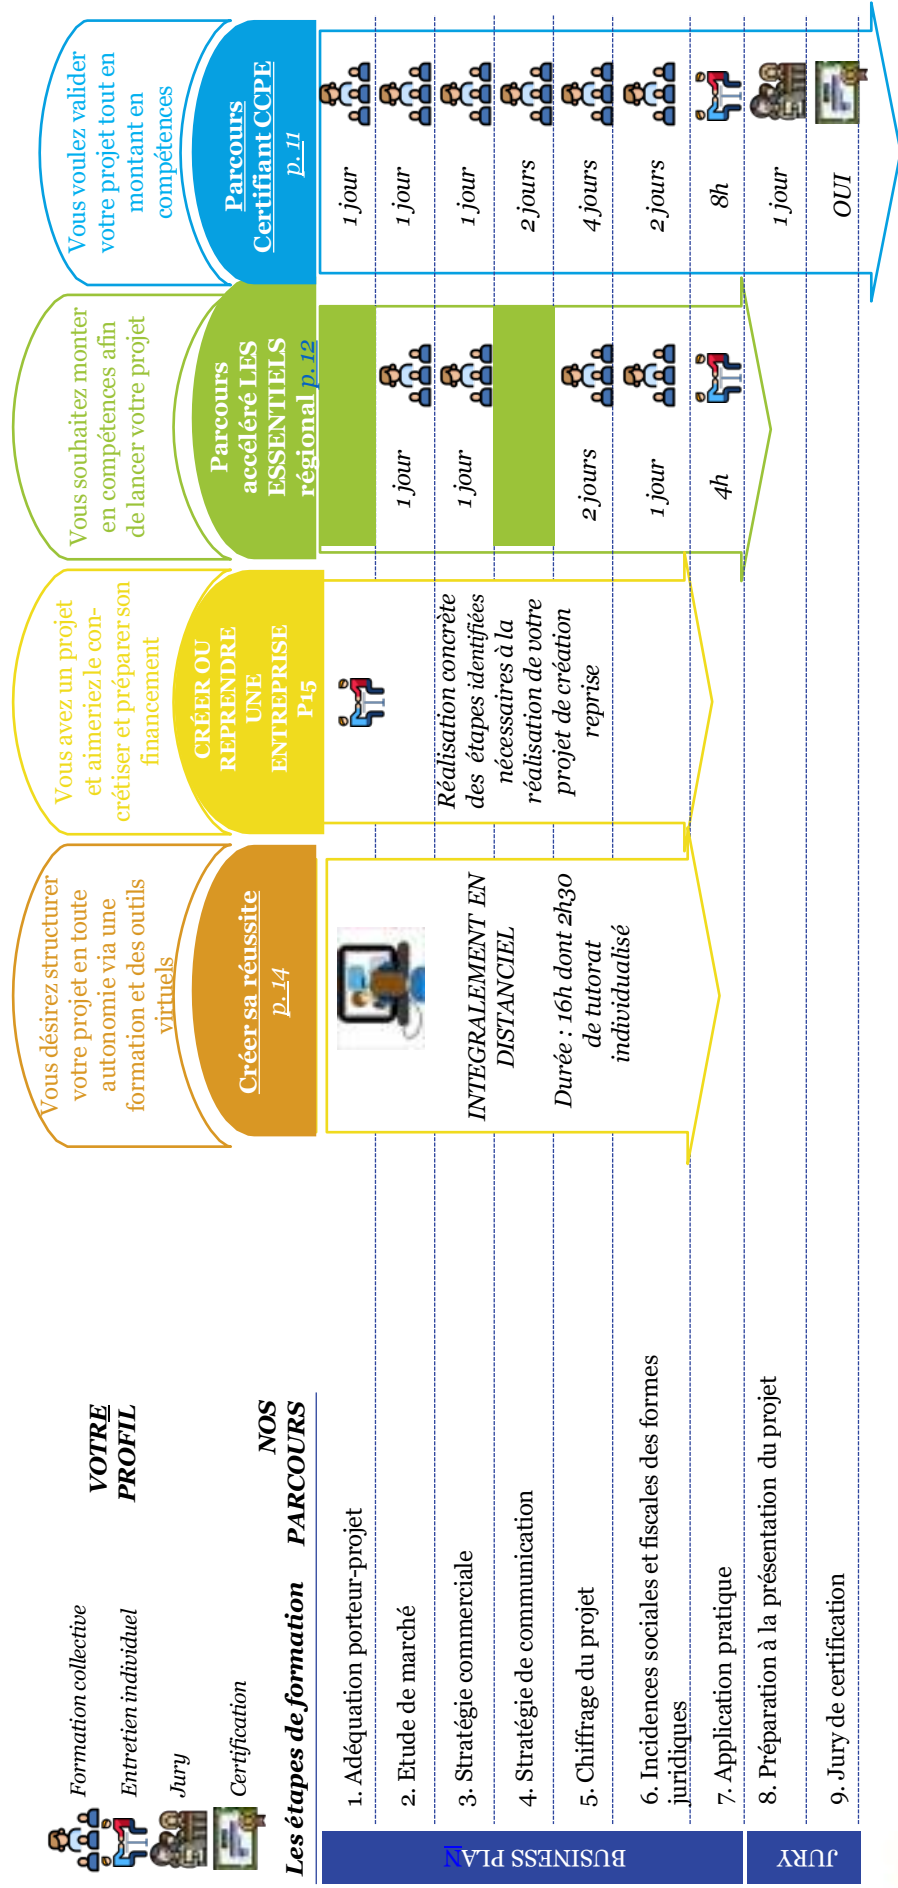 Formation collective
Entretien individuel
Jury
Certification
VOTRE
PROFIL
Vous désirez structurer
votre projet en toute
autonomie via une
formation et des outils
virtuels
Vous avez un projet
et aimeriez le con-
crétiser et préparer son
financement
Vous souhaitez monter
en compétences afin
de lancer votre projet
Vous voulez valider
votre projet tout en
montant en
compétences
Les étapes de formation
NOS
PARCOURS
Créer sa réussite
p. 14
CRÉER OU
REPRENDRE
UNE
ENTREPRISE
P15
Parcours
accéléré LES
ESSENTIELS
régional p.12
Parcours
Certifiant CCPE
p. 11
BUSINESS PLAN
N
1. Adéquation porteur-projet
1 jour
2. Etude de marché
1 jour
1 jour
3. Stratégie commerciale
1 jour
1 jour
4. Stratégie de communication
2 jours
5. Chiffrage du projet
2 jours
4 jours
6. Incidences sociales et fiscales des formes
juridiques
1 jour
2 jours
7. Application pratique
4h
8h
INTEGRALEMENT EN
DISTANCIEL
Durée : 16h dont 2h30
de tutorat
individualisé
Réalisation concrète
des étapes identifiées
nécessaires à la
réalisation de votre
projet de création
reprise
JURY
8. Préparation à la présentation du projet
1 jour
9. Jury de certification
OUI